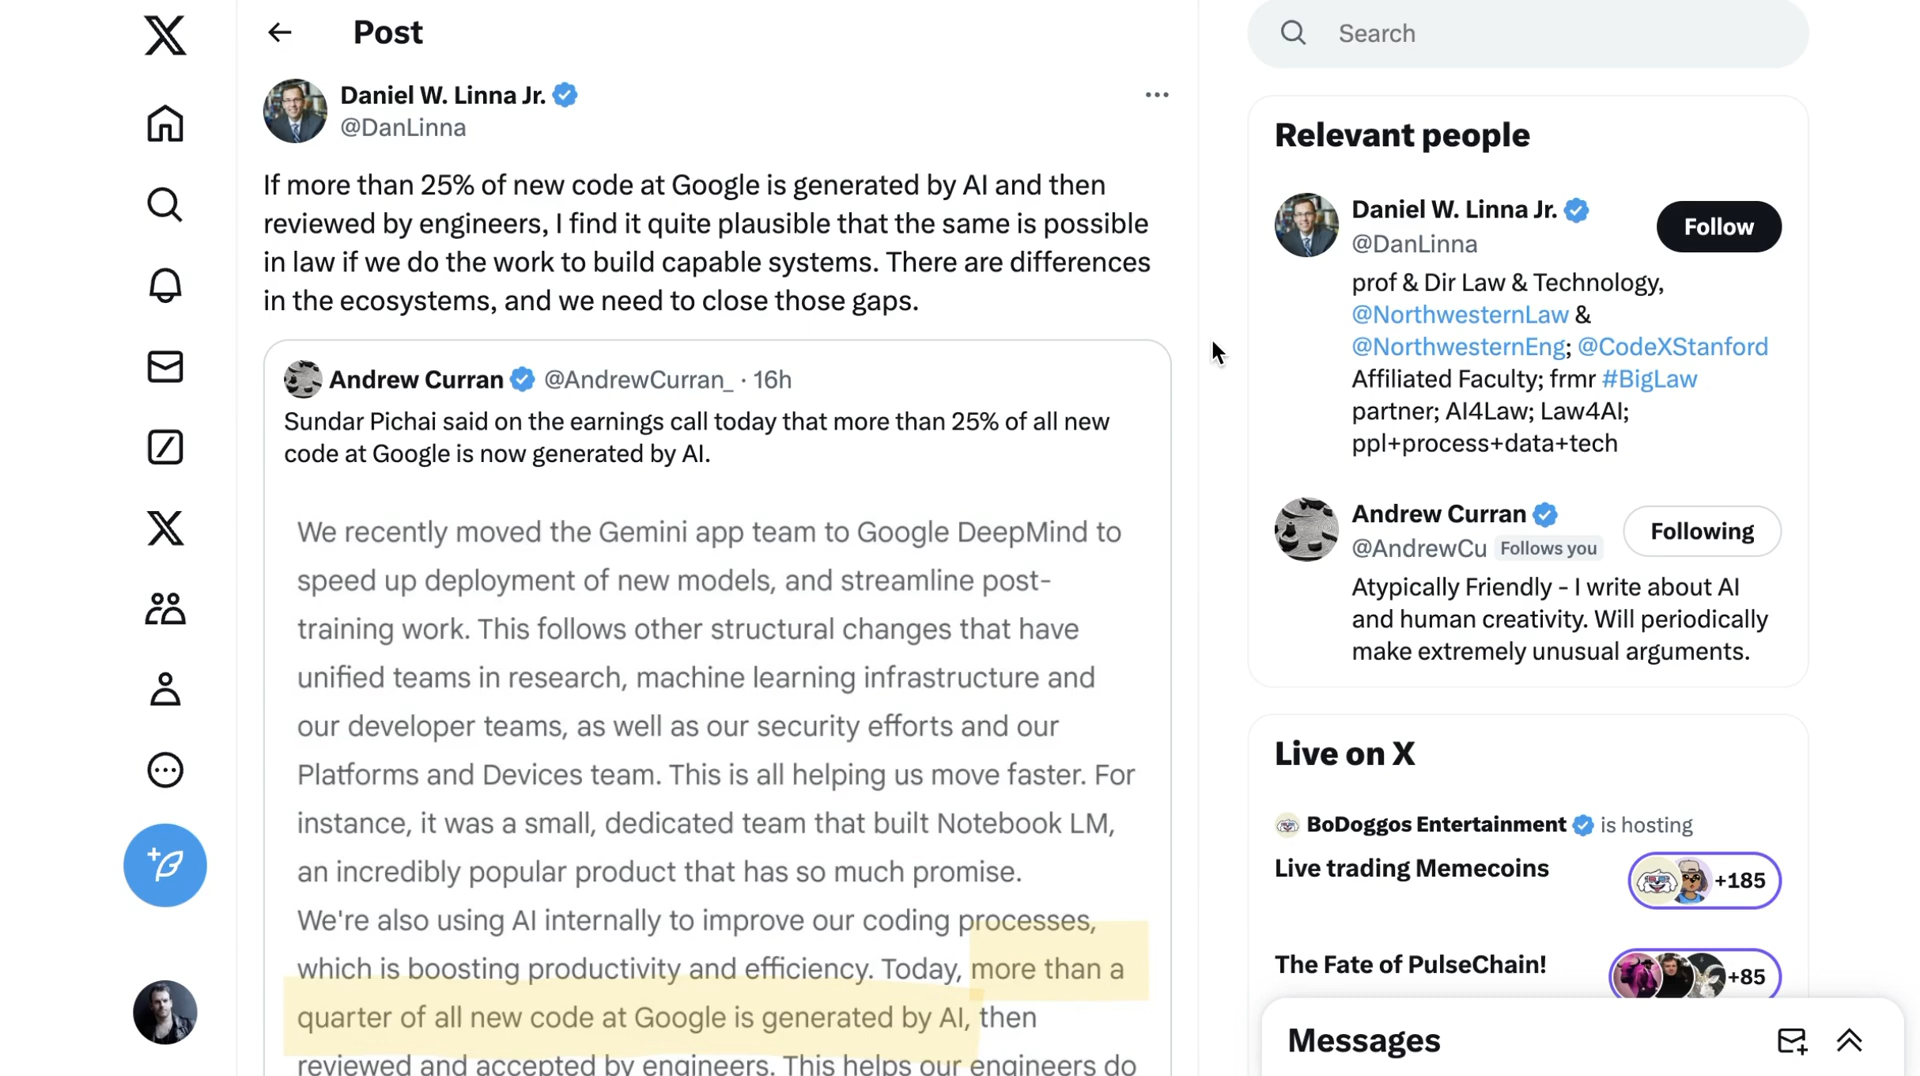 Post
Daniel W. Linna Jr.
@DanLinna
If more than 25% of new code at Google is generated by AI and then
reviewed by engineers, I find it quite plausible that the same is possible
in law if we do the work to build capable systems. There are differences
in the ecosystems, and we need to close those gaps.
Andrew Curran @AndrewCurran_ · 16h
Sundar Pichai said on the earnings call today that more than 25% of all new
code at Google is now generated by AI.
We recently moved the Gemini app team to Google DeepMind to
speed up deployment of new models, and streamline post-
training work. This follows other structural changes that have
unified teams in research, machine learning infrastructure and
our developer teams, as well as our security efforts and our
Platforms and Devices team. This is all helping us move faster. For
instance, it was a small, dedicated team that built Notebook LM,
an incredibly popular product that has so much promise.
We're also using AI internally to improve our coding processes,
which is boosting productivity and efficiency. Today, more than a
quarter of all new code at Google is generated by AI, then
reviewed and accepted by engineers. This helps our engineers do
Search
Relevant people
Daniel W. Linna Jr.
@DanLinna
Follow
prof & Dir Law & Technology,
@NorthwesternLaw &
@NorthwesternEng; @CodeXStanford
Affiliated Faculty; frmr #BigLaw
partner; AI4Law; Law4AI;
ppl+process+data+tech
Andrew Curran
@AndrewCu Follows you
Following
Atypically Friendly - I write about AI
and human creativity. Will periodically
make extremely unusual arguments.
Live on X
BoDoggos Entertainment is hosting
Live trading Memecoins
+185
The Fate of PulseChain!
+85
Messages